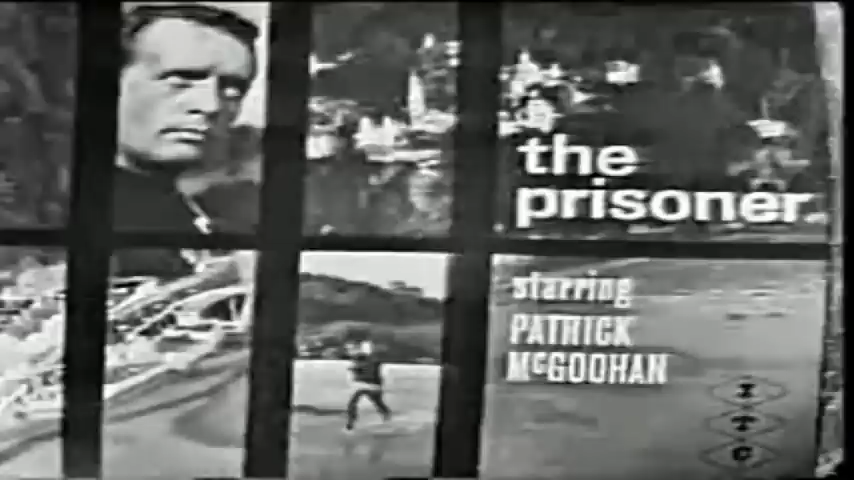 the
prisoner
starring
PATRICK
McGOOHAN
I
T
C